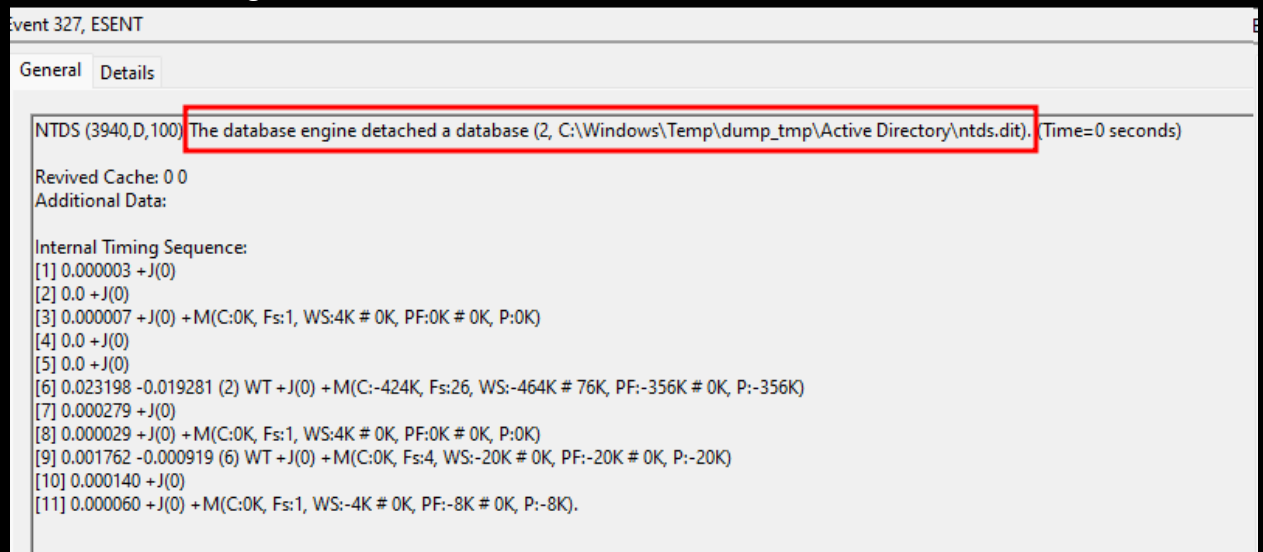 Event 327, ESENT
General Details
NTDS (3940,D,100) The database engine detached a database (2, C:\Windows\Temp\dump_tmp\Active Directory\ntds.dit). (Time=0 seconds)
Revived Cache: 0 0
Additional Data:
Internal Timing Sequence:
[1] 0.000003 +J(0)
[2] 0.0 +J(0)
[3] 0.000007 +J(0) +M(C:0K, Fs:1, WS:4K # 0K, PF:0K # 0K, P:0K)
[4] 0.0 +J(0)
[5] 0.0 +J(0)
[6] 0.023198 -0.019281 (2) WT +J(0) +M(C:-424K, Fs:26, WS:-464K # 76K, PF:-356K # 0K, P:-356K)
[7] 0.000279 +J(0)
[8] 0.000029 +J(0) +M(C:0K, Fs:1, WS:4K # 0K, PF:0K # 0K, P:0K)
[9] 0.001762 -0.000919 (6) WT +J(0) +M(C:0K, Fs:4, WS:-20K # 0K, PF:-20K # 0K, P:-20K)
[10] 0.000140 +J(0)
[11] 0.000060 +J(0) +M(C:0K, Fs:1, WS:-4K # 0K, PF:-8K # 0K, P:-8K).